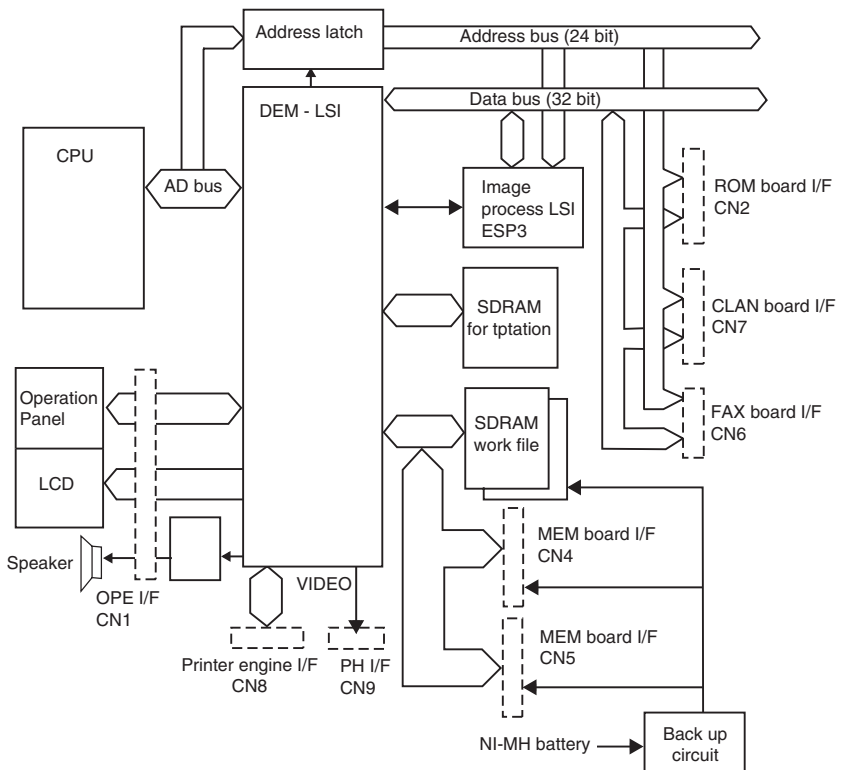 Address latch
Address bus (24 bit)
Data bus (32 bit)
DEM - LSI
CPU
AD bus
Image
process LSI
ESP3
ROM board I/F
CN2
SDRAM
for tptation
CLAN board I/F
CN7
Operation
Panel
SDRAM
work file
FAX board I/F
CN6
LCD
MEM board I/F
CN4
Speaker
OPE I/F
CN1
VIDEO
MEM board I/F
CN5
Printer engine I/F
CN8
PH I/F
CN9
NI-MH battery
Back up
circuit